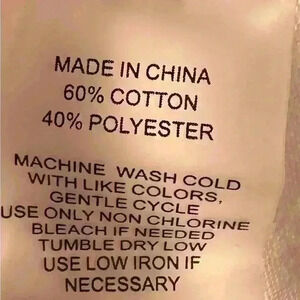 MADE IN CHINA
60% COTTON
40% POLYESTER
MACHINE WASH COLD
WITH LIKE COLORS,
GENTLE CYCLE
USE ONLY NON CHLORINE
BLEACH IF NEEDED
TUMBLE DRY LOW
USE LOW IRON IF
NECESSARY